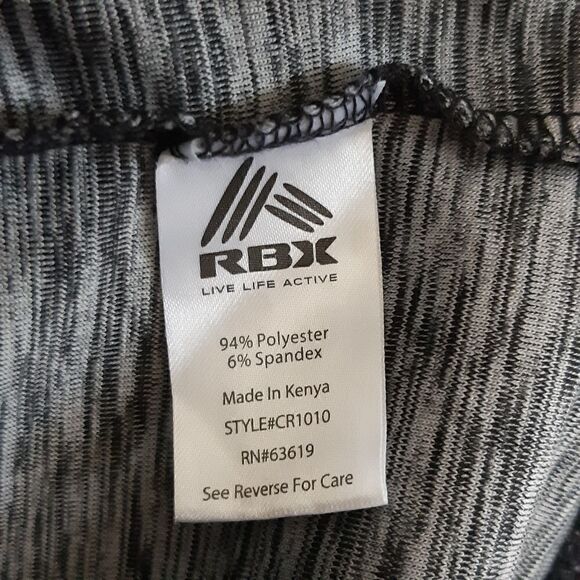 RBX
LIVE LIFE ACTIVE
94% Polyester
6% Spandex
Made In Kenya
STYLE#CR1010
RN#63619
See Reverse For Care